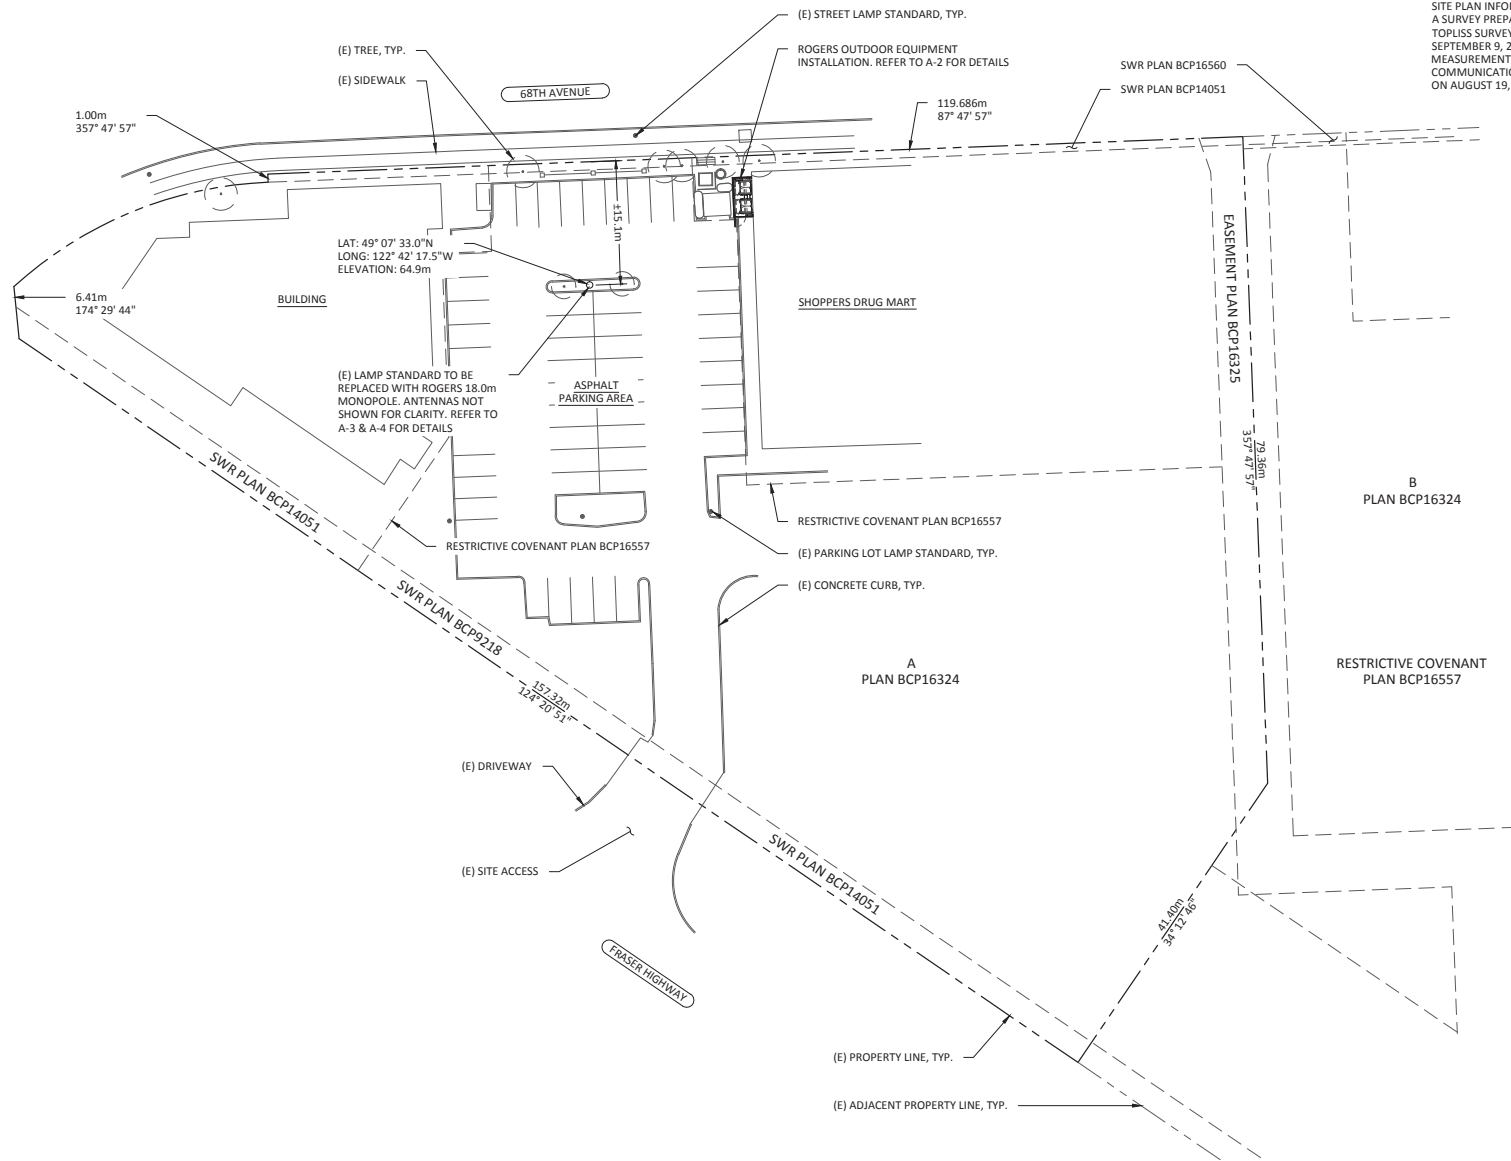 SITE PLAN INFO
A SURVEY PREPA
TOPLISS SURVEY
SEPTEMBER 9, 2
MEASUREMENT
COMMUNICATIO
ON AUGUST 19,
(E) STREET LAMP STANDARD, TYP.
(E) TREE, TYP.
ROGERS OUTDOOR EQUIPMENT
INSTALLATION. REFER TO A-2 FOR DETAILS
(E) SIDEWALK
68TH AVENUE
SWR PLAN BCP16560
SWR PLAN BCP14051
119.686m
87° 47' 57"
1.00m
357° 47' 57"
±15.1m
LAT: 49° 07' 33.0"N
LONG: 122° 42' 17.5"W
ELEVATION: 64.9m
6.41m
174° 29' 44"
BUILDING
SHOPPERS DRUG MART
EASEMENT PLAN BCP16325
(E) LAMP STANDARD TO BE
REPLACED WITH ROGERS 18.0m
MONOPOLE. ANTENNAS NOT
SHOWN FOR CLARITY. REFER TO
A-3 & A-4 FOR DETAILS
ASPHALT
PARKING AREA
79.36m
357° 47' 57"
SWR PLAN BCP14051
B
PLAN BCP16324
RESTRICTIVE COVENANT PLAN BCP16557
RESTRICTIVE COVENANT PLAN BCP16557
(E) PARKING LOT LAMP STANDARD, TYP.
(E) CONCRETE CURB, TYP.
SWR PLAN BCP9218
A
PLAN BCP16324
RESTRICTIVE COVENANT
PLAN BCP16557
157.32m
124° 20' 51"
(E) DRIVEWAY
(E) SITE ACCESS
SWR PLAN BCP14051
41.40m
34° 12' 46"
FRASER HIGHWAY
(E) PROPERTY LINE, TYP.
(E) ADJACENT PROPERTY LINE, TYP.